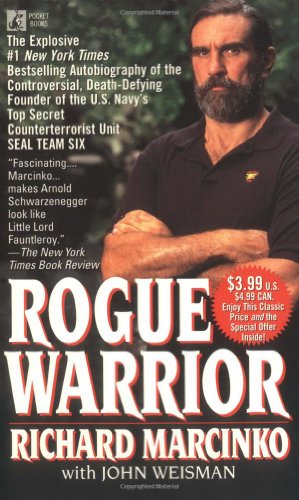 POCKET
BOOKS
The Explosive
#1 New York Times
Bestselling Autobiography of the
Controversial, Death-Defying
Founder of the U.S. Navy's
Top Secret
Counterterrorist Unit
SEAL TEAM SIX
"Fascinating....
Marcinko...
makes Arnold
Schwarzenegger
look like
Little Lord
Fauntleroy."
—The New York
Times Book Review
$3.99 U.S.
$4.99 CAN.
Enjoy This Classic
Price and the
Special Offer
Inside!
ROGUE
WARRIOR
RICHARD MARCINKO
with JOHN WEISMAN